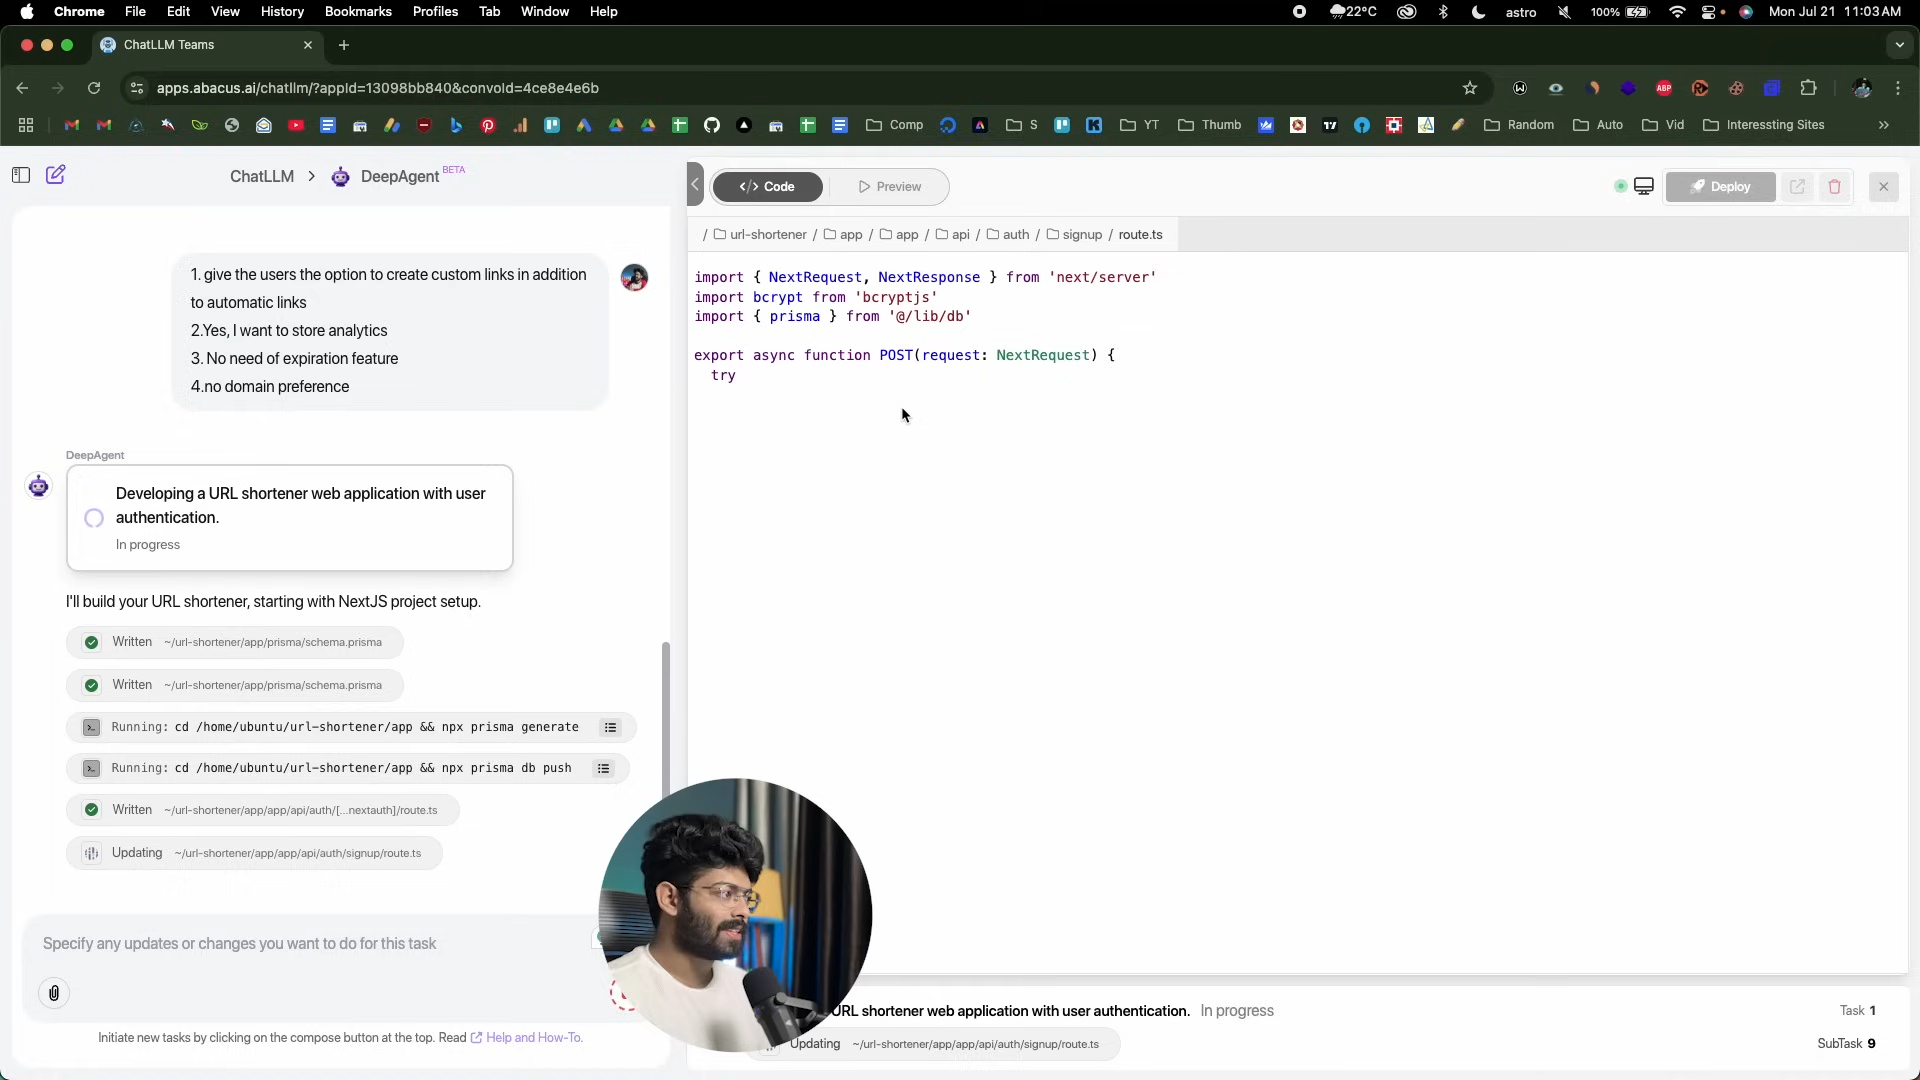 Chrome File Edit View History Bookmarks Profiles Tab Window Help
22°C astro 100% Mon Jul 21 11:03 AM
ChatLLM Teams
apps.abacus.ai/chatllm/?appId=13098bb840&convoId=4ce8e4e6b
ABP
Comp S YT Thumb Random Auto Vid Interessting Sites
ChatLLM > DeepAgent BETA
1. give the users the option to create custom links in addition
to automatic links
2.Yes, I want to store analytics
3. No need of expiration feature
4.no domain preference
DeepAgent
Developing a URL shortener web application with user
authentication.
In progress
I'll build your URL shortener, starting with NextJS project setup.
Written ~/url-shortener/app/prisma/schema.prisma
Written ~/url-shortener/app/prisma/schema.prisma
Running: cd /home/ubuntu/url-shortener/app && npx prisma generate
Running: cd /home/ubuntu/url-shortener/app && npx prisma db push
Written ~/url-shortener/app/app/api/auth/[...nextauth]/route.ts
Updating ~/url-shortener/app/app/api/auth/signup/route.ts
Specify any updates or changes you want to do for this task
Initiate new tasks by clicking on the compose button at the top. Read Help and How-To.
</> Code Preview
Deploy
/ url-shortener / app / app / api / auth / signup / route.ts
import { NextRequest, NextResponse } from 'next/server'
import bcrypt from 'bcryptjs'
import { prisma } from '@/lib/db'
export async function POST(request: NextRequest) {
try
URL shortener web application with user authentication. In progress
Task 1
Updating ~/url-shortener/app/app/api/auth/signup/route.ts
SubTask 9